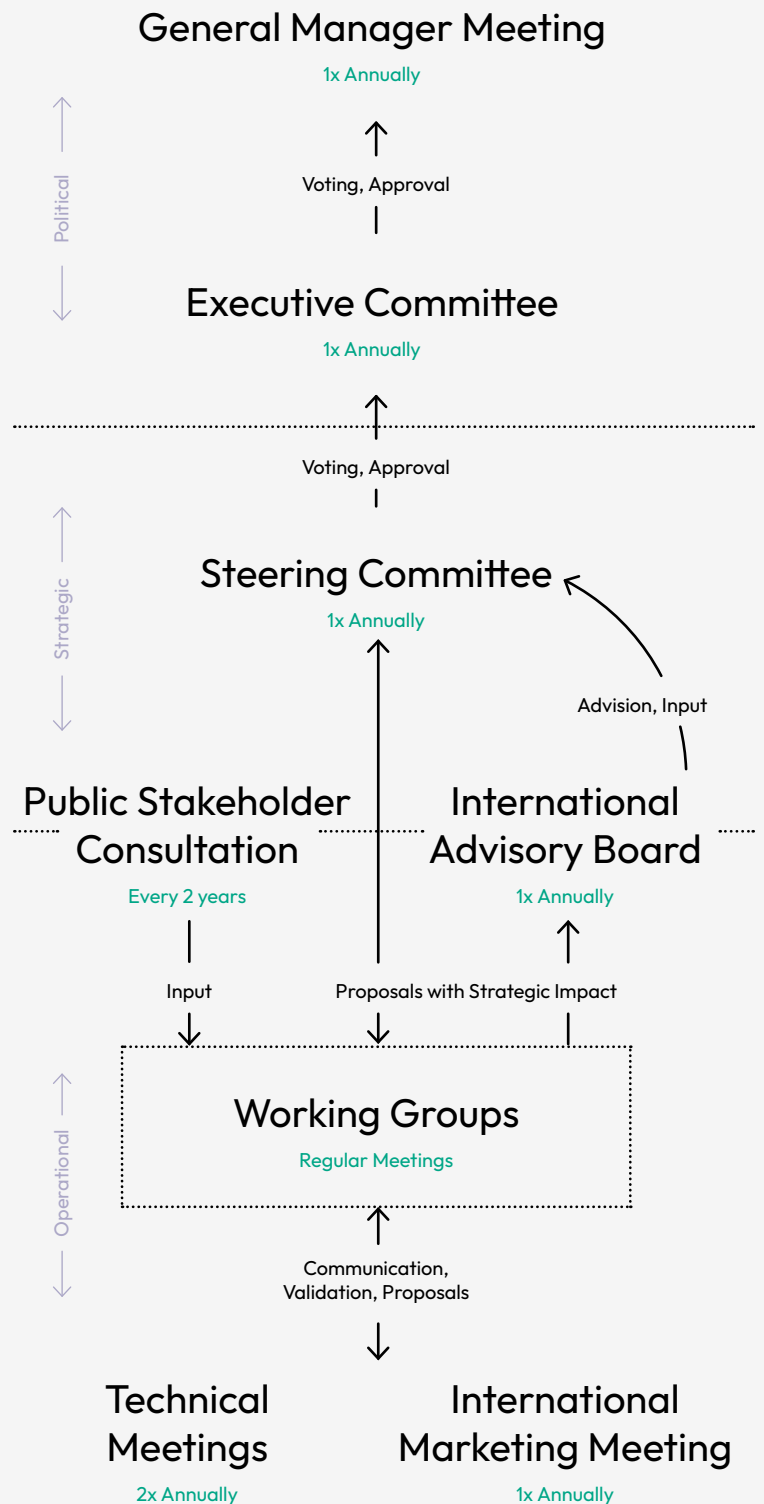 General Manager Meeting
1x Annually
Political
Voting, Approval
Executive Committee
1x Annually
Voting, Approval
Strategic
Steering Committee
1x Annually
Advision, Input
Public Stakeholder
Consultation
Every 2 years
International
Advisory Board
1x Annually
Input
Proposals with Strategic Impact
Operational
Working Groups
Regular Meetings
Communication,
Validation, Proposals
Technical
Meetings
2x Annually
International
Marketing Meeting
1x Annually